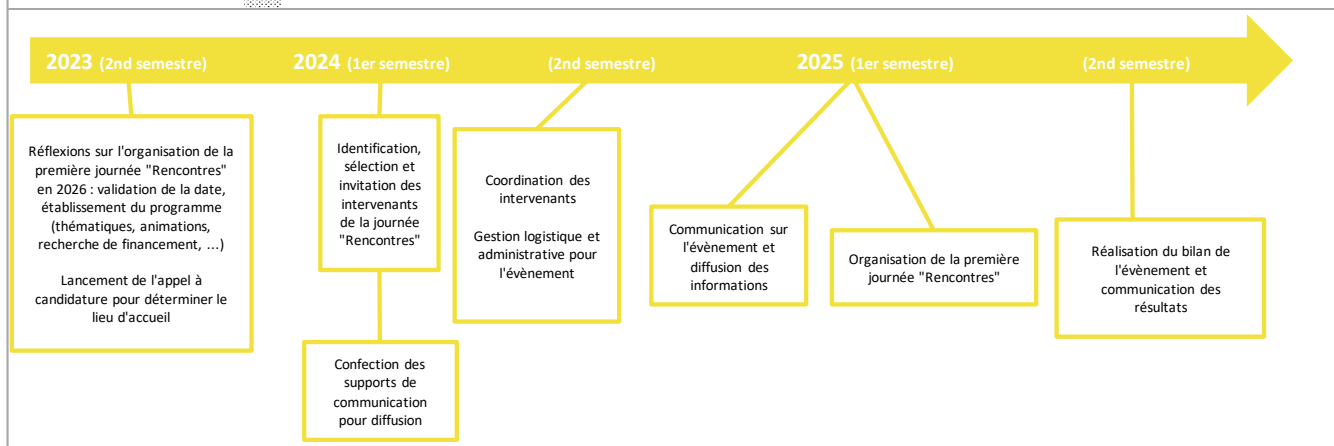 2023 (2nd semestre)
2024 (1er semestre)
(2nd semestre)
2025 (1er semestre)
(2nd semestre)
Réflexions sur l'organisation de la
première journée "Rencontres"
en 2026 : validation de la date,
établissement du programme
(thématiques, animations,
recherche de financement, ...)
Lancement de l'appel à
candidature pour déterminer le
lieu d'accueil
Identification,
sélection et
invitation des
intervenants
de la journée
"Rencontres"
Confection des
supports de
communication
pour diffusion
Coordination des
intervenants
Gestion logistique et
administrative pour
l'évènement
Communication sur
l'évènement et
diffusion des
informations
Organisation de la première
journée "Rencontres"
Réalisation du bilan de
l'évènement et
communication des
résultats